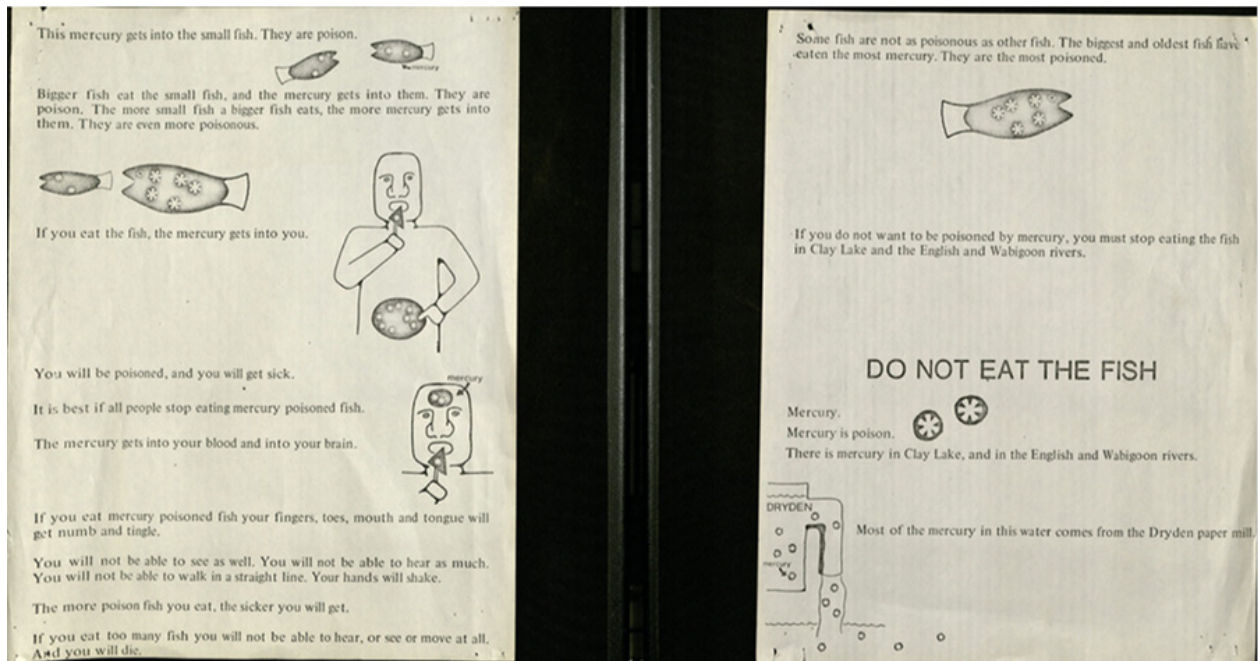 This mercury gets into the small fish. They are poison.
mercury
Bigger fish eat the small fish, and the mercury gets into them. They are
poison. The more small fish a bigger fish eats, the more mercury gets into
them. They are even more poisonous.
If you eat the fish, the mercury gets into you.
You will be poisoned, and you will get sick.
mercury
It is best if all people stop eating mercury poisoned fish.
The mercury gets into your blood and into your brain.
If you eat mercury poisoned fish your fingers, toes, mouth and tongue will
get numb and tingle.
You will not be able to see as well. You will not be able to hear as much.
You will not be able to walk in a straight line. Your hands will shake.
The more poison fish you eat, the sicker you will get.
If you eat too many fish you will not be able to hear, or see or move at all.
And you will die.
Some fish are not as poisonous as other fish. The biggest and oldest fish have
eaten the most mercury. They are the most poisoned.
If you do not want to be poisoned by mercury, you must stop eating the fish
in Clay Lake and the English and Wabigoon rivers.
DO NOT EAT THE FISH
Mercury.
Mercury is poison.
There is mercury in Clay Lake, and in the English and Wabigoon rivers.
DRYDEN
Most of the mercury in this water comes from the Dryden paper mill.
mercury